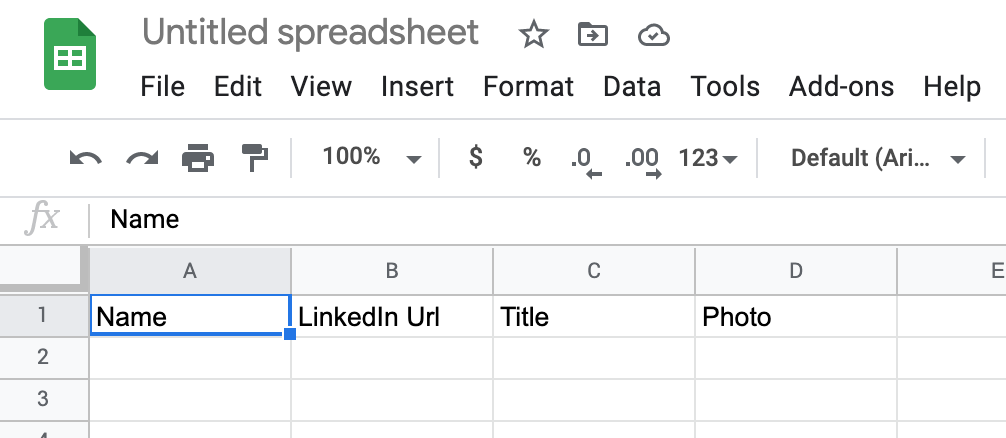 Untitled spreadsheet
File Edit View Insert Format Data Tools Add-ons Help
100% $ % .0 .00 123 Default (Ari...
fx Name
A B C D E
1 Name LinkedIn Url Title Photo
2
3